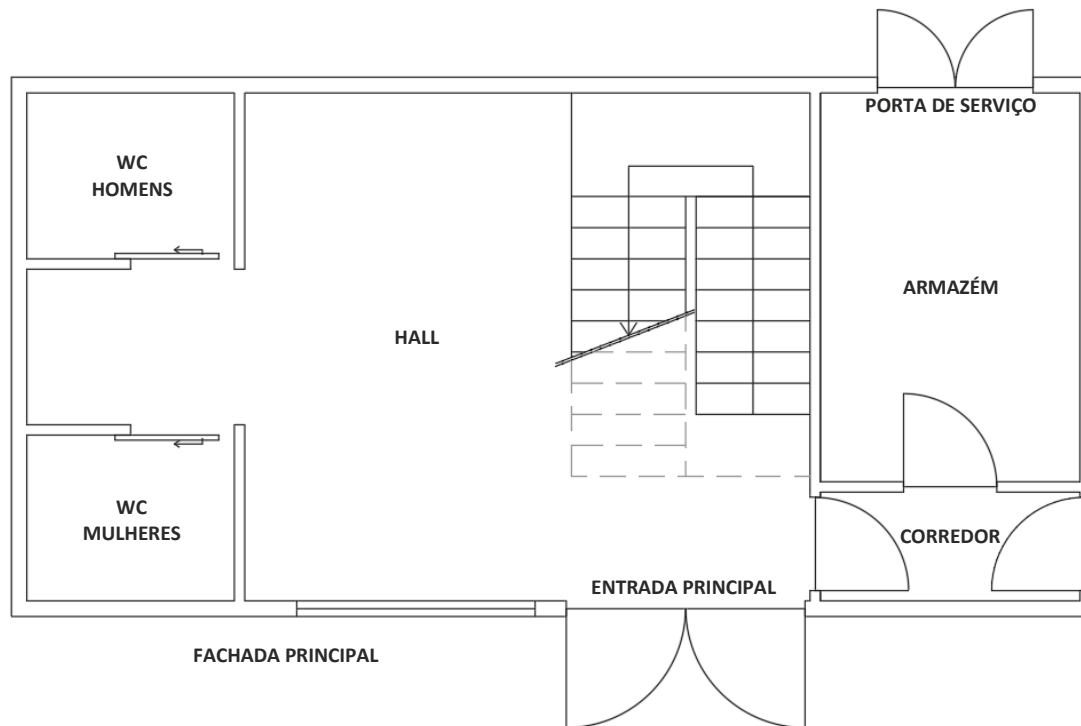 PORTA DE SERVIÇO
WC
HOMENS
ARMAZÉM
HALL
WC
MULHERES
CORREDOR
ENTRADA PRINCIPAL
FACHADA PRINCIPAL